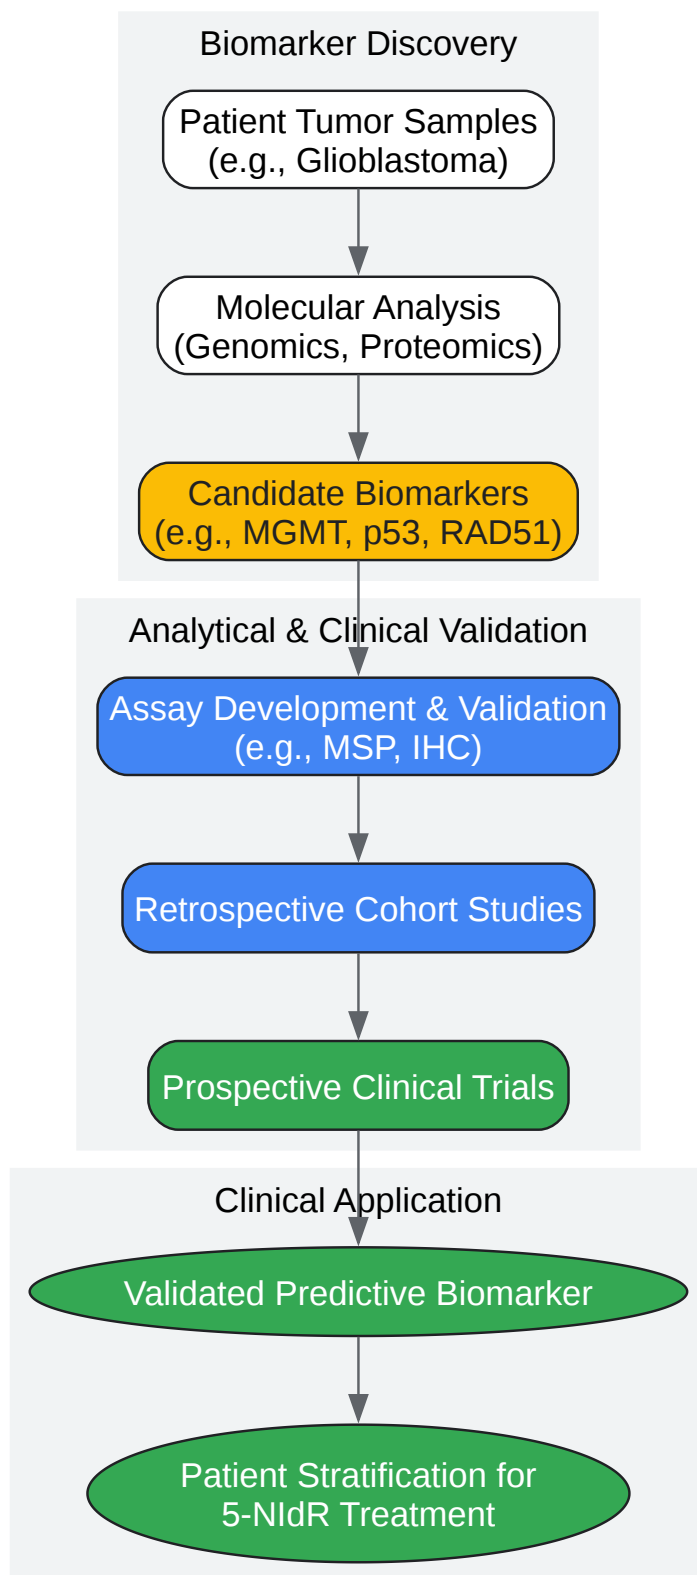 Biomarker Discovery
Patient Tumor Samples
(e.g., Glioblastoma)
Molecular Analysis
(Genomics, Proteomics)
Candidate Biomarkers
(e.g., MGMT, p53, RAD51)
Analytical & Clinical Validation
Assay Development & Validation
(e.g., MSP, IHC)
Retrospective Cohort Studies
Prospective Clinical Trials
Clinical Application
Validated Predictive Biomarker
Patient Stratification for
5-NIdR Treatment